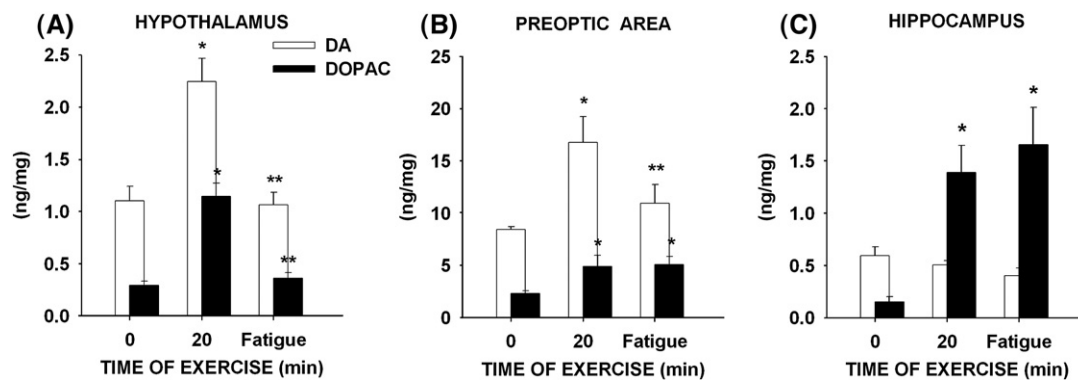 (A) HYPOTHALAMUS
DA
DOPAC
2.5
2.0
1.5
1.0
0.5
0.0
(ng/mg)
*
*
**
**
0 20 Fatigue
TIME OF EXERCISE (min)
(B) PREOPTIC AREA
25
20
15
10
5
0
(ng/mg)
*
*
**
*
0 20 Fatigue
TIME OF EXERCISE (min)
(C) HIPPOCAMPUS
2.5
2.0
1.5
1.0
0.5
0.0
(ng/mg)
*
*
0 20 Fatigue
TIME OF EXERCISE (min)